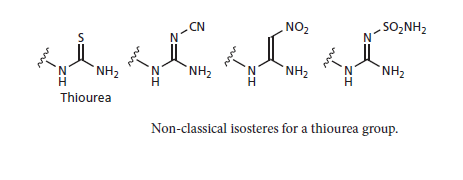 S N H NH₂
N CN N H NH₂
NO₂ N H NH₂
N SO₂NH₂ N H NH₂
Thiourea
Non-classical isosteres for a thiourea group.